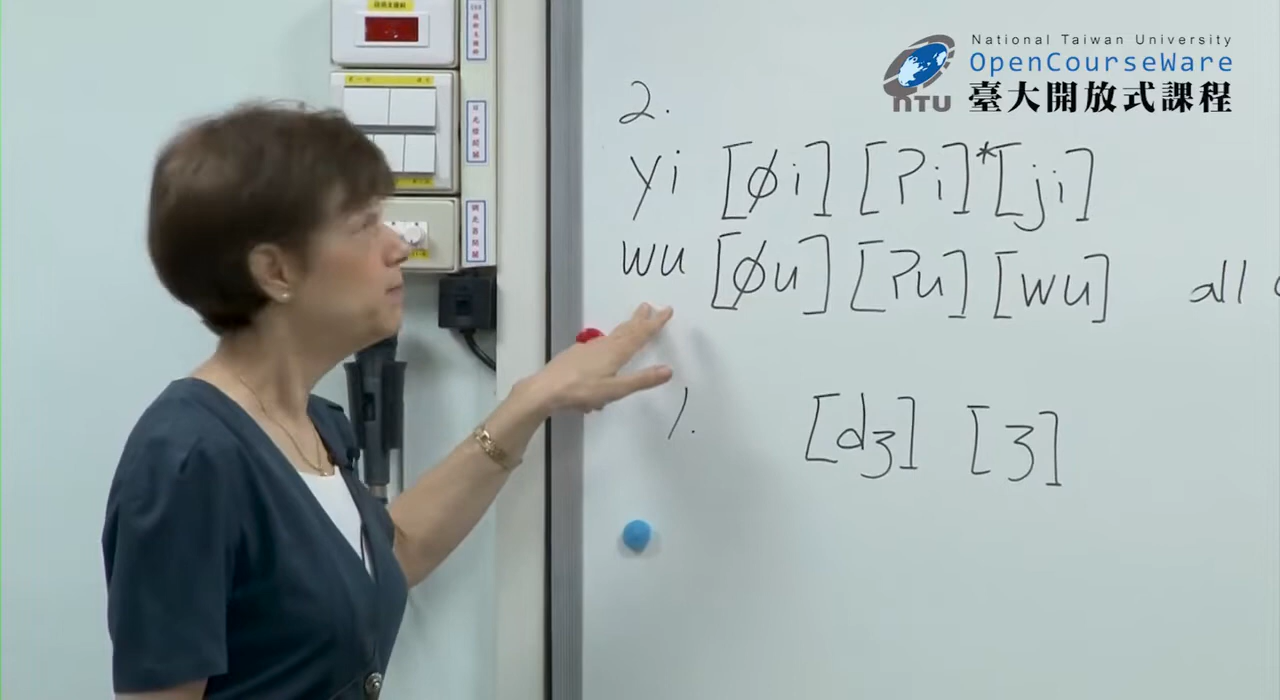 National Taiwan University
OpenCourseWare
NTU 臺大開放式課程
2.
yi [øi] [ʔi] *[ji]
wu [øu] [ʔu] [wu] all
1. [dʒ] [ʒ]